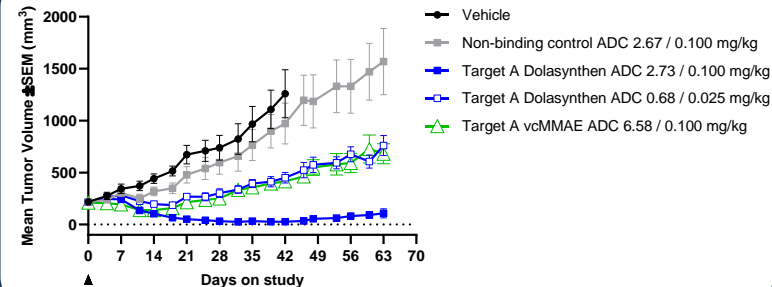 Mean Tumor Volume ±SEM (mm³)
2000
1500
1000
500
0
0 7 14 21 28 35 42 49 56 63 70
Days on study
Vehicle
Non-binding control ADC 2.67 / 0.100 mg/kg
Target A Dolasynthen ADC 2.73 / 0.100 mg/kg
Target A Dolasynthen ADC 0.68 / 0.025 mg/kg
Target A vcMMAE ADC 6.58 / 0.100 mg/kg